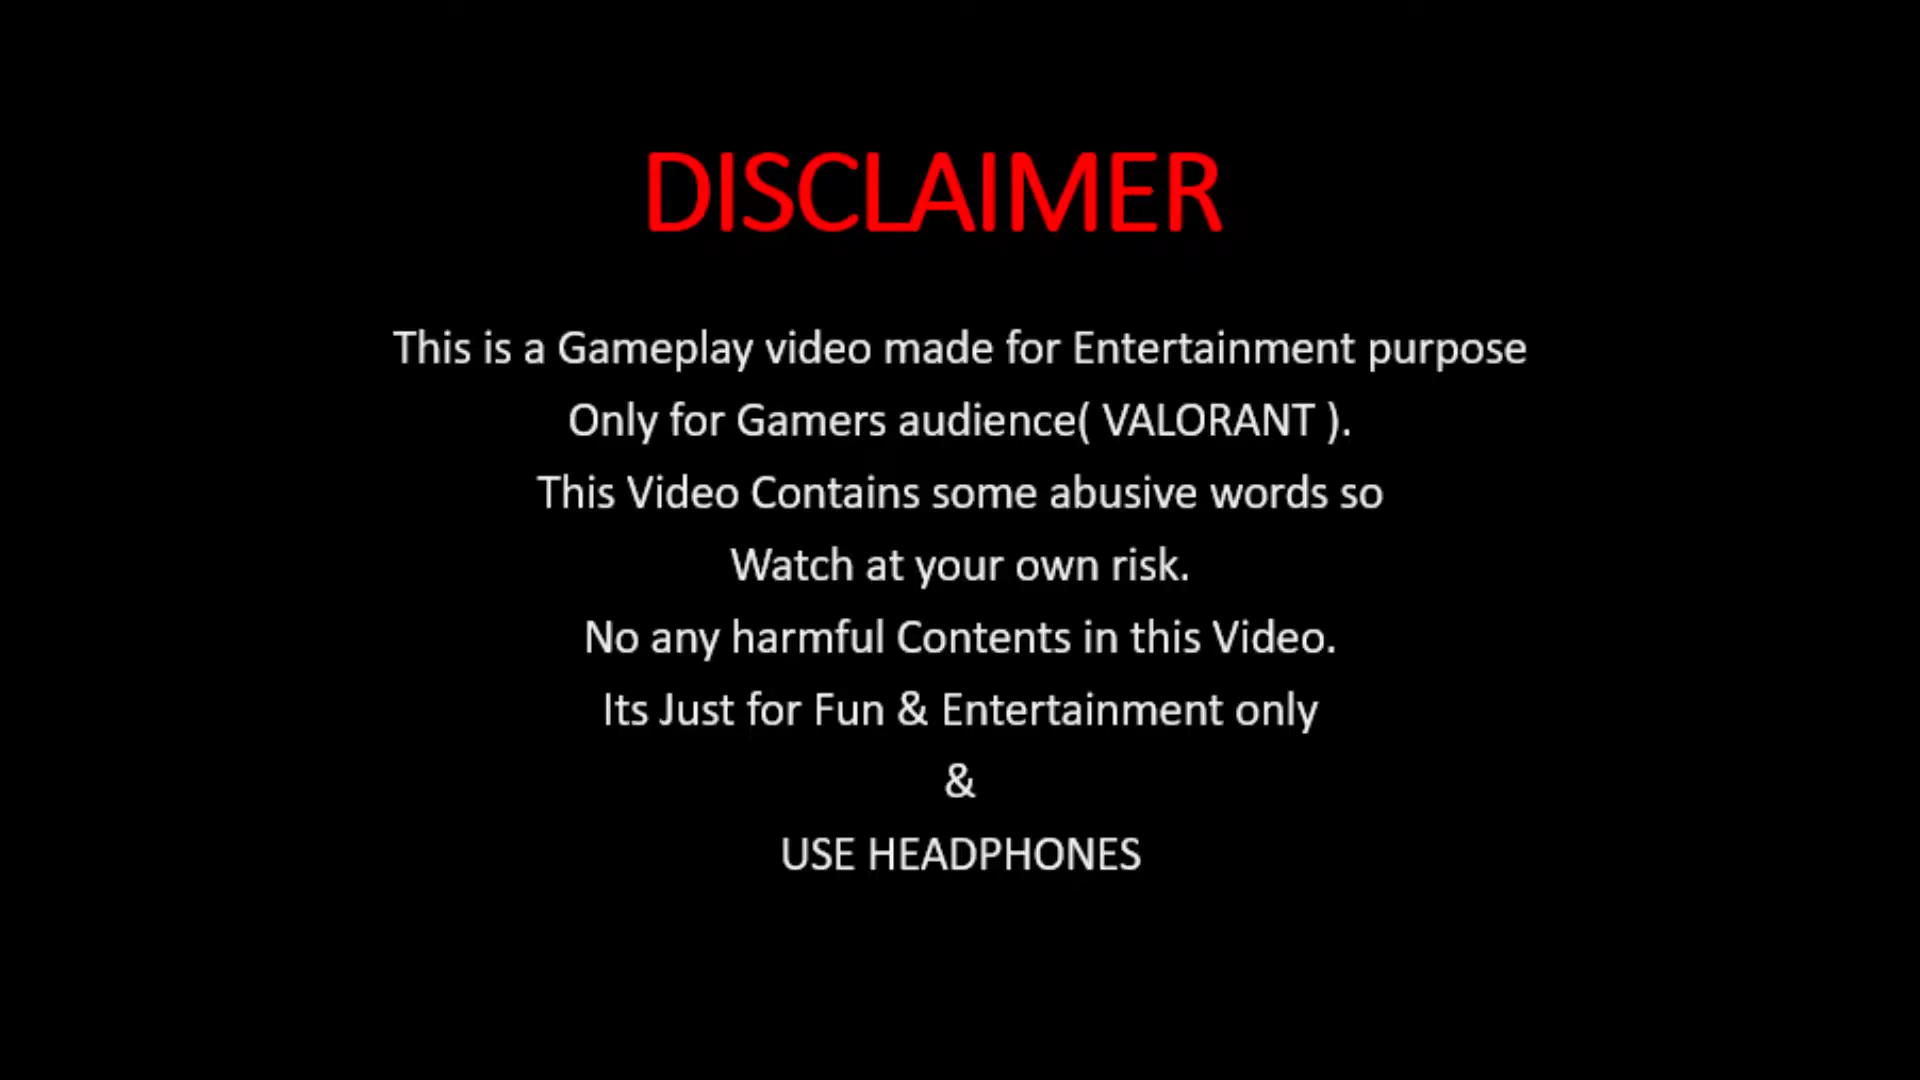 DISCLAIMER
This is a Gameplay video made for Entertainment purpose
Only for Gamers audience( VALORANT ).
This Video Contains some abusive words so
Watch at your own risk.
No any harmful Contents in this Video.
Its Just for Fun & Entertainment only
&
USE HEADPHONES